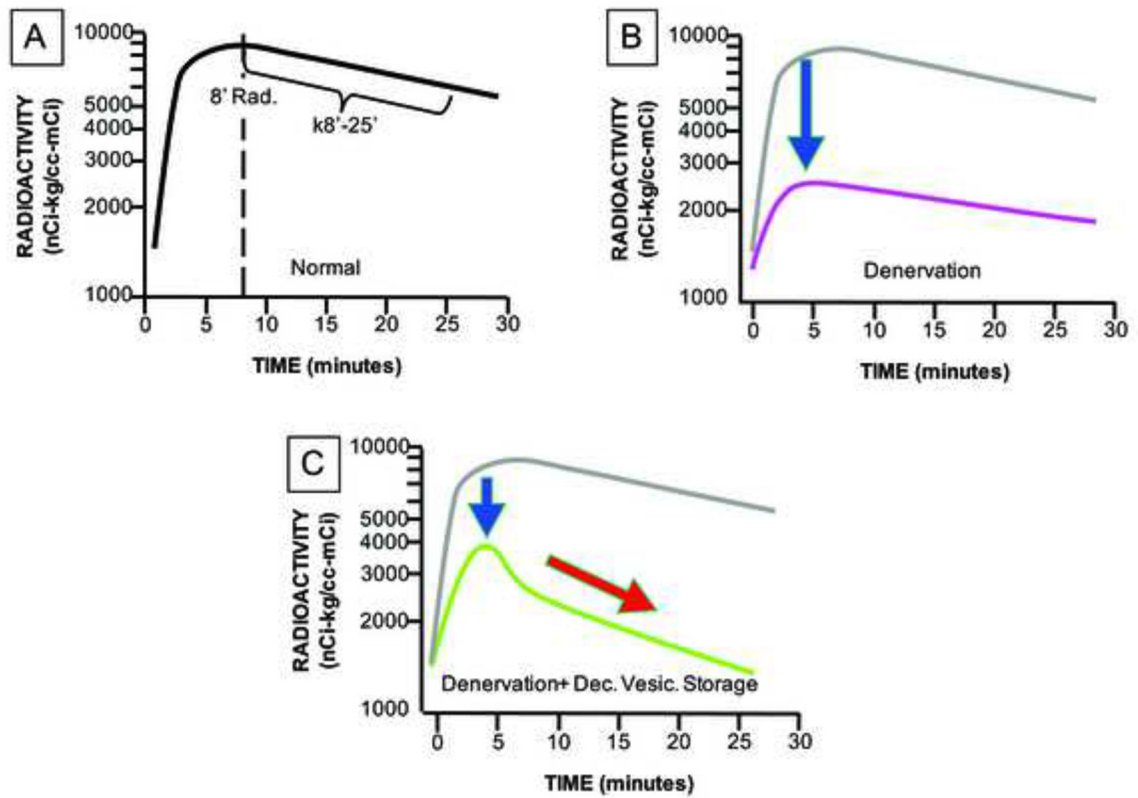 A
10000
5000
4000
3000
2000
1000
RADIOACTIVITY
(nCi-kg/cc-mCi)
8' Rad.
k8'-25'
Normal
0 5 10 15 20 25 30
TIME (minutes)
B
10000
5000
4000
3000
2000
1000
RADIOACTIVITY
(nCi-kg/cc-mCi)
Denervation
0 5 10 15 20 25 30
TIME (minutes)
C
10000
5000
4000
3000
2000
1000
RADIOACTIVITY
(nCi-kg/cc-mCi)
Denervation+ Dec. Vesic. Storage
0 5 10 15 20 25 30
TIME (minutes)